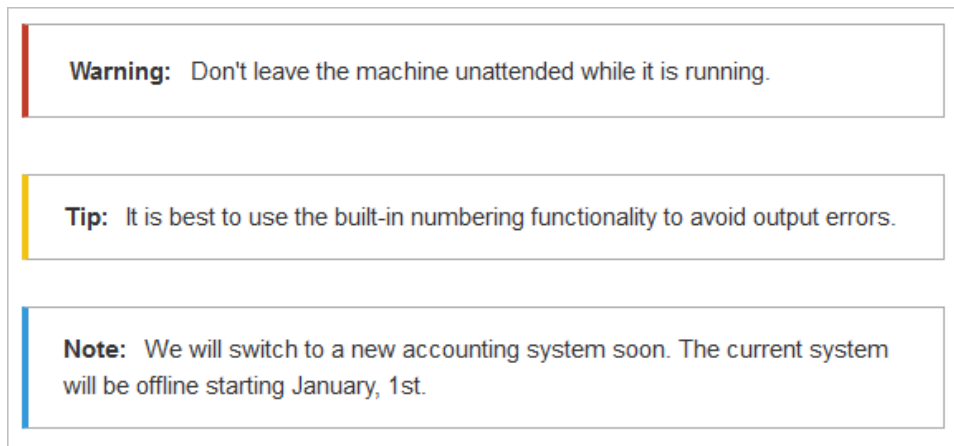 Warning: Don't leave the machine unattended while it is running.
Tip: It is best to use the built-in numbering functionality to avoid output errors.
Note: We will switch to a new accounting system soon. The current system
will be offline starting January, 1st.